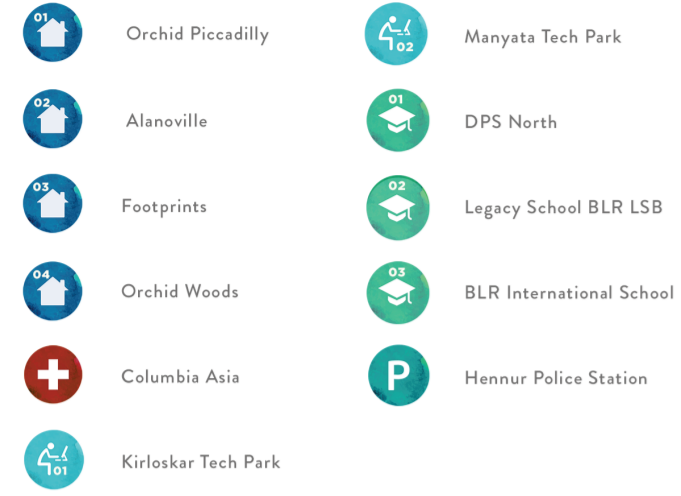 01
Orchid Piccadilly
02
Alanoville
03
Footprints
04
Orchid Woods
Columbia Asia
01
Kirloskar Tech Park
02
Manyata Tech Park
01
DPS North
02
Legacy School BLR LSB
03
BLR International School
P
Hennur Police Station